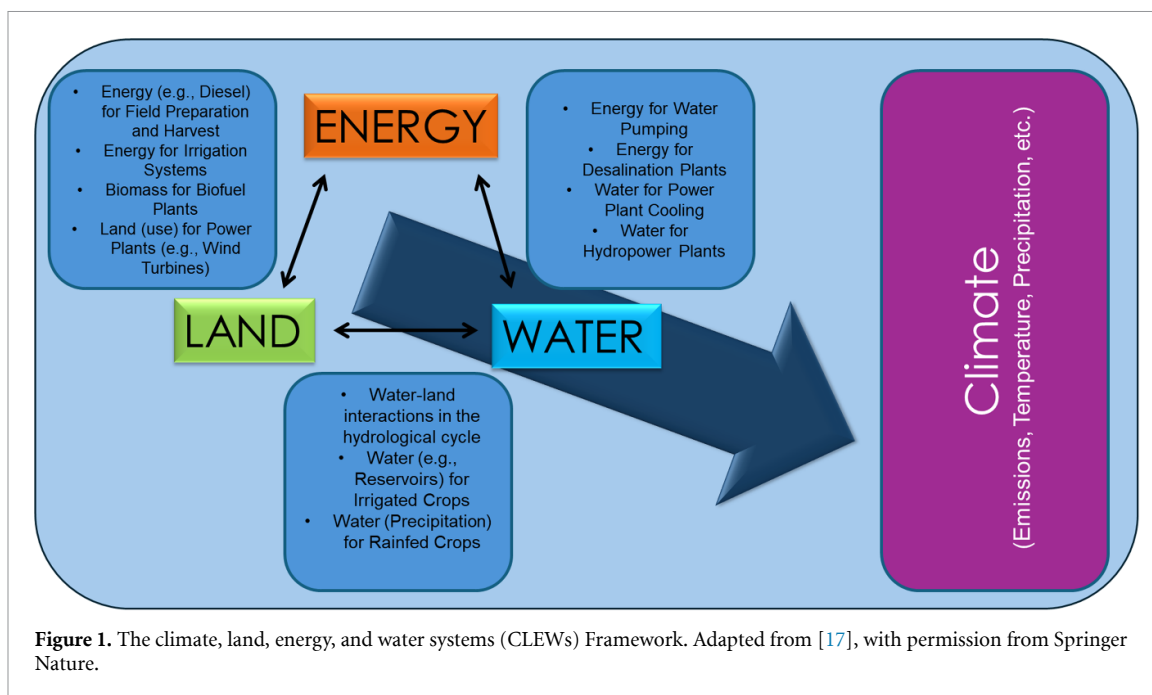 • Energy (e.g., Diesel)
for Field Preparation
and Harvest
• Energy for Irrigation
Systems
• Biomass for Biofuel
Plants
• Land (use) for Power
Plants (e.g., Wind
Turbines)
ENERGY
• Energy for Water
Pumping
• Energy for
Desalination Plants
• Water for Power
Plant Cooling
• Water for
Hydropower Plants
LAND
WATER
• Water-land
interactions in the
hydrological cycle
• Water (e.g.,
Reservoirs) for
Irrigated Crops
• Water (Precipitation)
for Rainfed Crops
Climate
(Emissions, Temperature, Precipitation, etc.)
Figure 1. The climate, land, energy, and water systems (CLEWs) Framework. Adapted from [17], with permission from Springer
Nature.